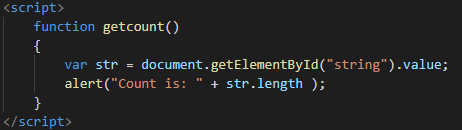 <script>
function getcount()
{
var str = document.getElementById("string").value;
alert("Count is: " + str.length );
}
</script>